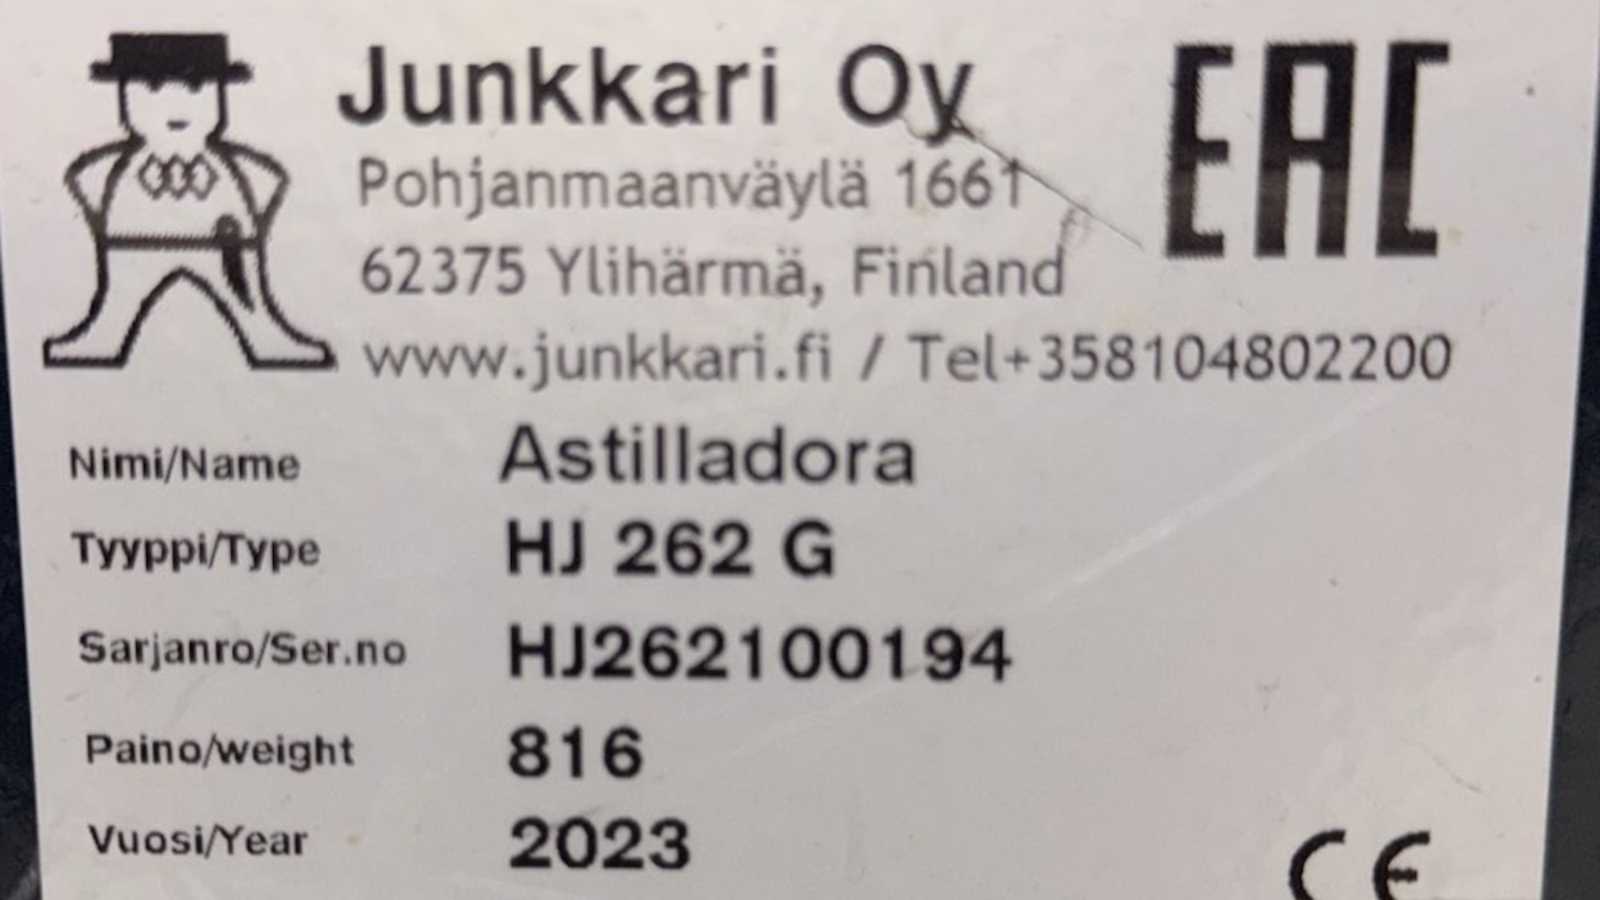 Junkkari Oy
EAC
Pohjanmaanväylä 1661
62375 Ylihärmä, Finland
www.junkkari.fi / Tel+358104802200
Nimi/Name Astilladora
Tyyppi/Type HJ 262 G
Sarjanro/Ser.no HJ262100194
Paino/weight 816
Vuosi/Year 2023
CE